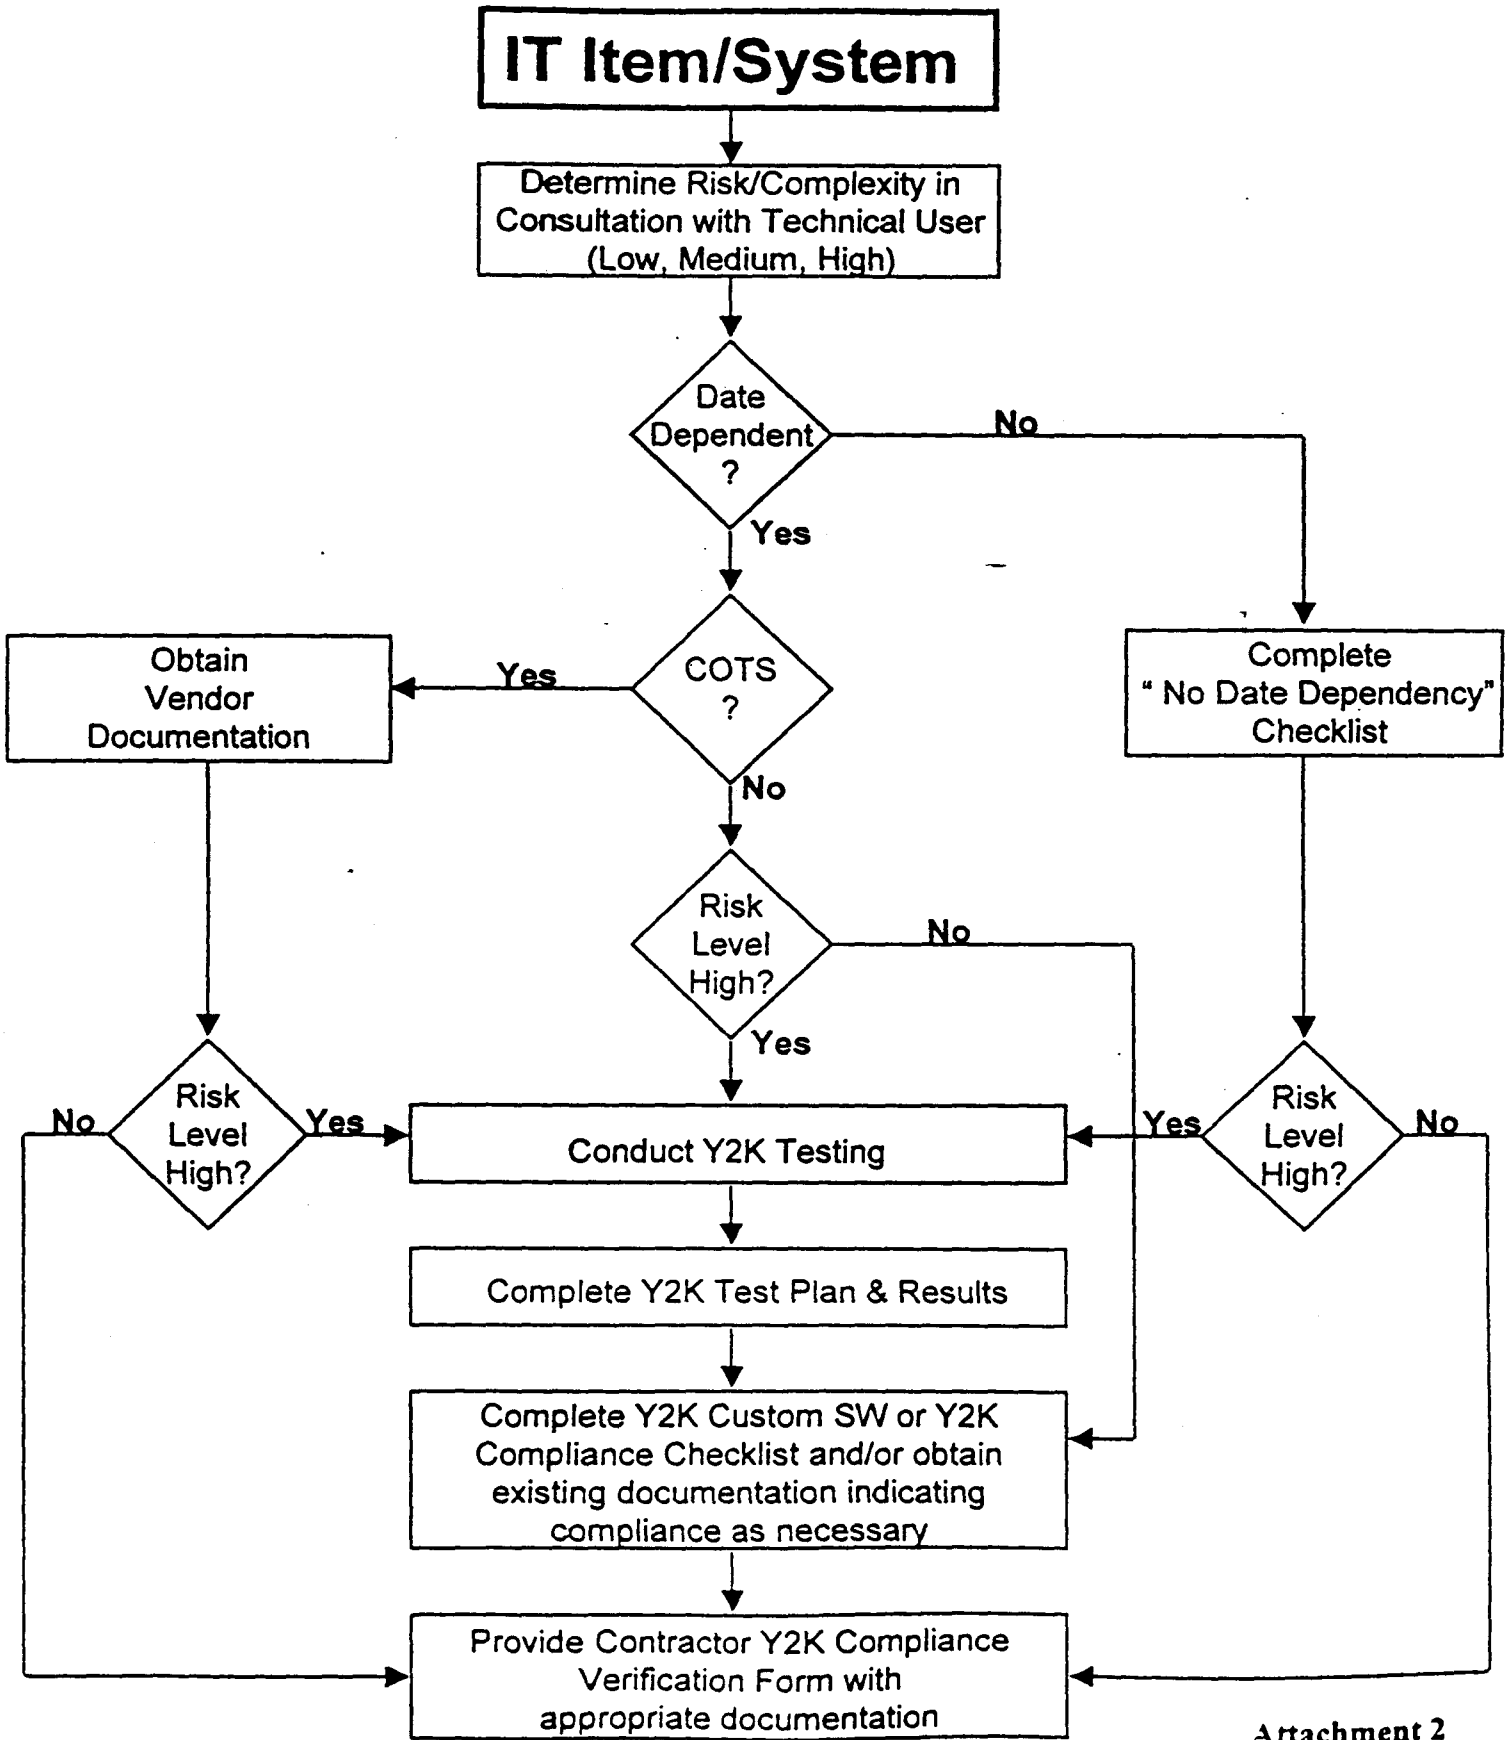 IT Item/System
Determine Risk/Complexity in
Consultation with Technical User
(Low, Medium, High)
Date
Dependent
?
No
Yes
COTS
?
Yes
No
Obtain
Vendor
Documentation
Complete
" No Date Dependency"
Checklist
Risk
Level
High?
No
Yes
Risk
Level
High?
No
Yes
Risk
Level
High?
Yes
No
Conduct Y2K Testing
Complete Y2K Test Plan & Results
Complete Y2K Custom SW or Y2K
Compliance Checklist and/or obtain
existing documentation indicating
compliance as necessary
Provide Contractor Y2K Compliance
Verification Form with
appropriate documentation
Attachment 2